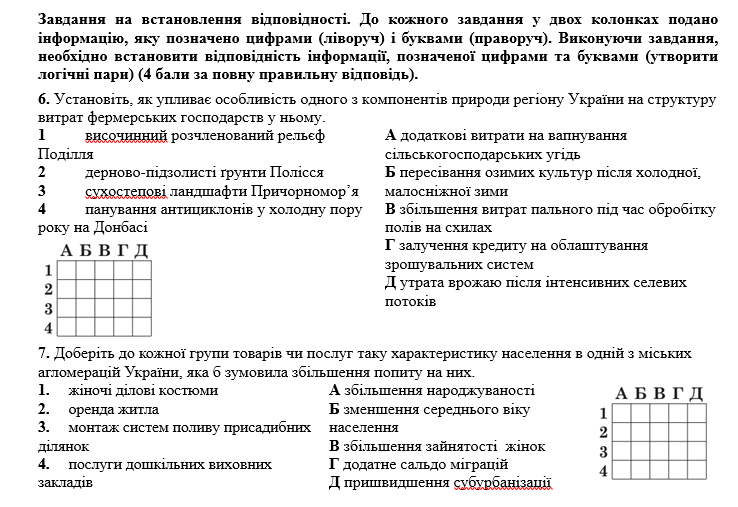 Завдання на встановлення відповідності. До кожного завдання у двох колонках подано
інформацію, яку позначено цифрами (ліворуч) і буквами (праворуч). Виконуючи завдання,
необхідно встановити відповідність інформації, позначеної цифрами та буквами (утворити
логічні пари) (4 бали за повну правильну відповідь).
6. Установіть, як упливає особливість одного з компонентів природи регіону України на структуру
витрат фермерських господарств у ньому.
1 височинний розчленований рельєф
Поділля
2 дерново-підзолисті ґрунти Полісся
3 сухостепові ландшафти Причорномор’я
4 панування антициклонів у холодну пору
року на Донбасі
А додаткові витрати на вапнування
сільськогосподарських угідь
Б пересівання озимих культур після холодної,
малосніжної зими
В збільшення витрат пального під час обробітку
полів на схилах
Г залучення кредиту на облаштування
зрошувальних систем
Д утрата врожаю після інтенсивних селевих
потоків
А Б В Г Д
1
2
3
4
7. Доберіть до кожної групи товарів чи послуг таку характеристику населення в одній з міських
агломерацій України, яка б зумовила збільшення попиту на них.
1. жіночі ділові костюми
2. оренда житла
3. монтаж систем поливу присадибних
ділянок
4. послуги дошкільних виховних
закладів
А збільшення народжуваності
Б зменшення середнього віку
населення
В збільшення зайнятості жінок
Г додатне сальдо міграцій
Д пришвидшення субурбанізації
А Б В Г Д
1
2
3
4